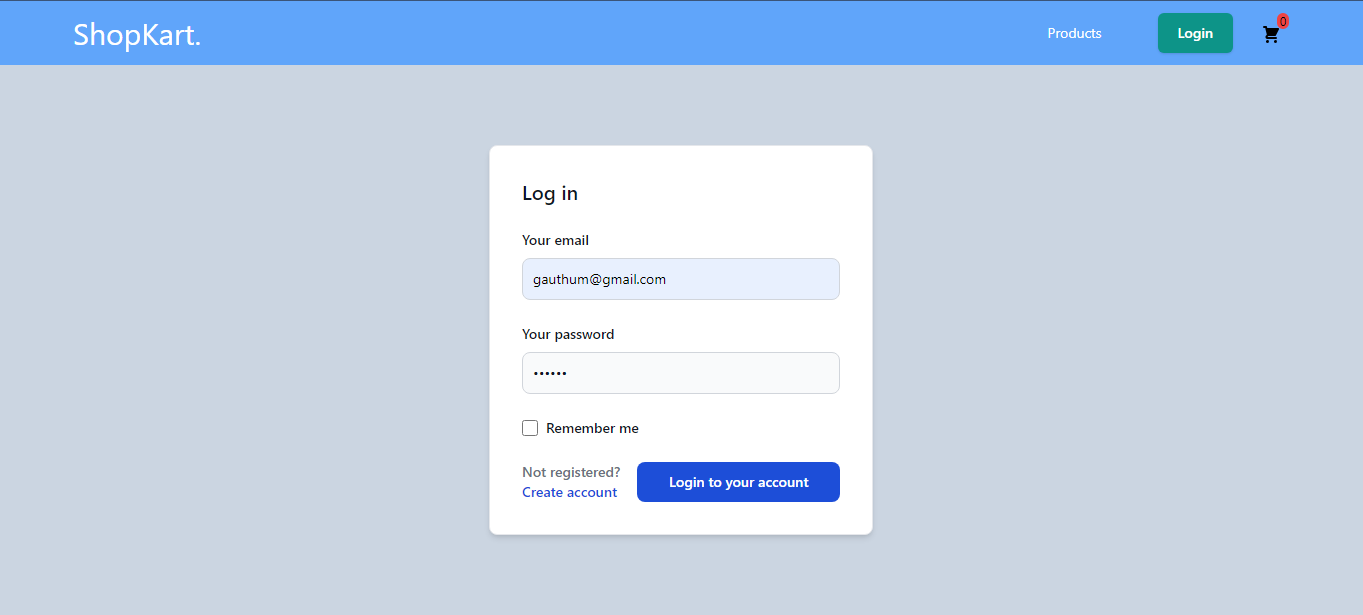 ShopKart.
Products
Login
0
Log in
Your email
gauthum@gmail.com
Your password
••••••
Remember me
Not registered?
Create account
Login to your account